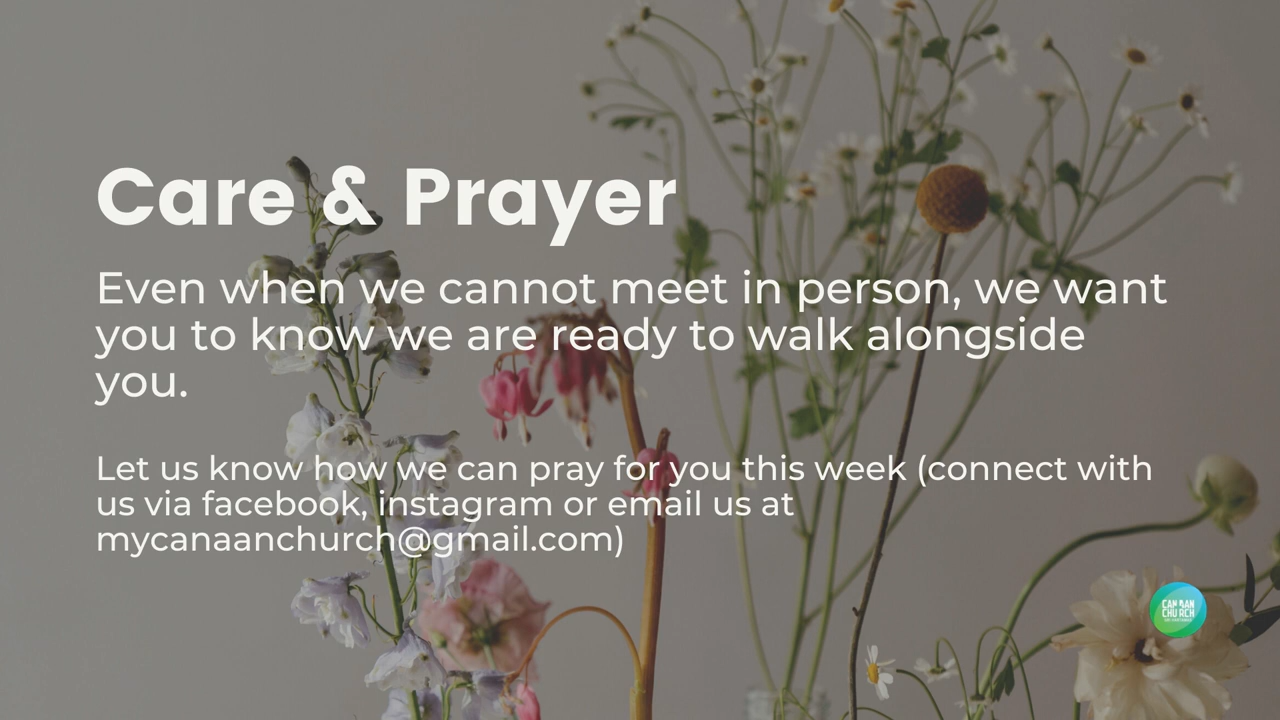 Care & Prayer
Even when we cannot meet in person, we want
you to know we are ready to walk alongside
you.
Let us know how we can pray for you this week (connect with
us via facebook, instagram or email us at
mycanaanchurch@gmail.com)
CANAAN
CHURCH